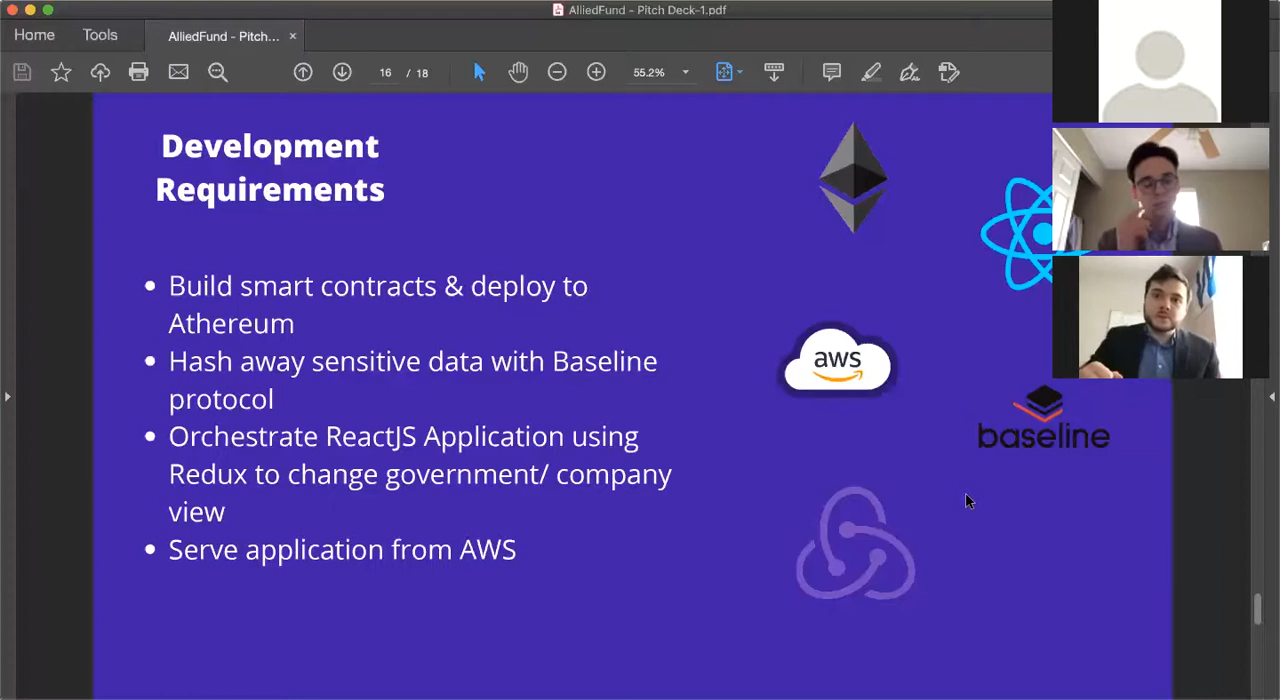 AlliedFund - Pitch Deck-1.pdf
Home Tools AlliedFund - Pitch... ×
16 / 18 55.2%
Development
Requirements
Build smart contracts & deploy to
Athereum
Hash away sensitive data with Baseline
protocol
Orchestrate ReactJS Application using
Redux to change government/ company
view
Serve application from AWS
aws
baseline